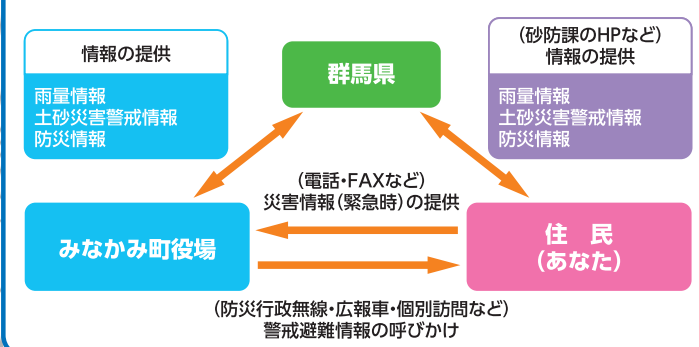 情報の提供
雨量情報
土砂災害警戒情報
防災情報
群馬県
(砂防課のHPなど)
情報の提供
雨量情報
土砂災害警戒情報
防災情報
(電話・FAXなど)
災害情報(緊急時)の提供
みなかみ町役場
住 民
(あなた)
(防災行政無線・広報車・個別訪問など)
警戒避難情報の呼びかけ